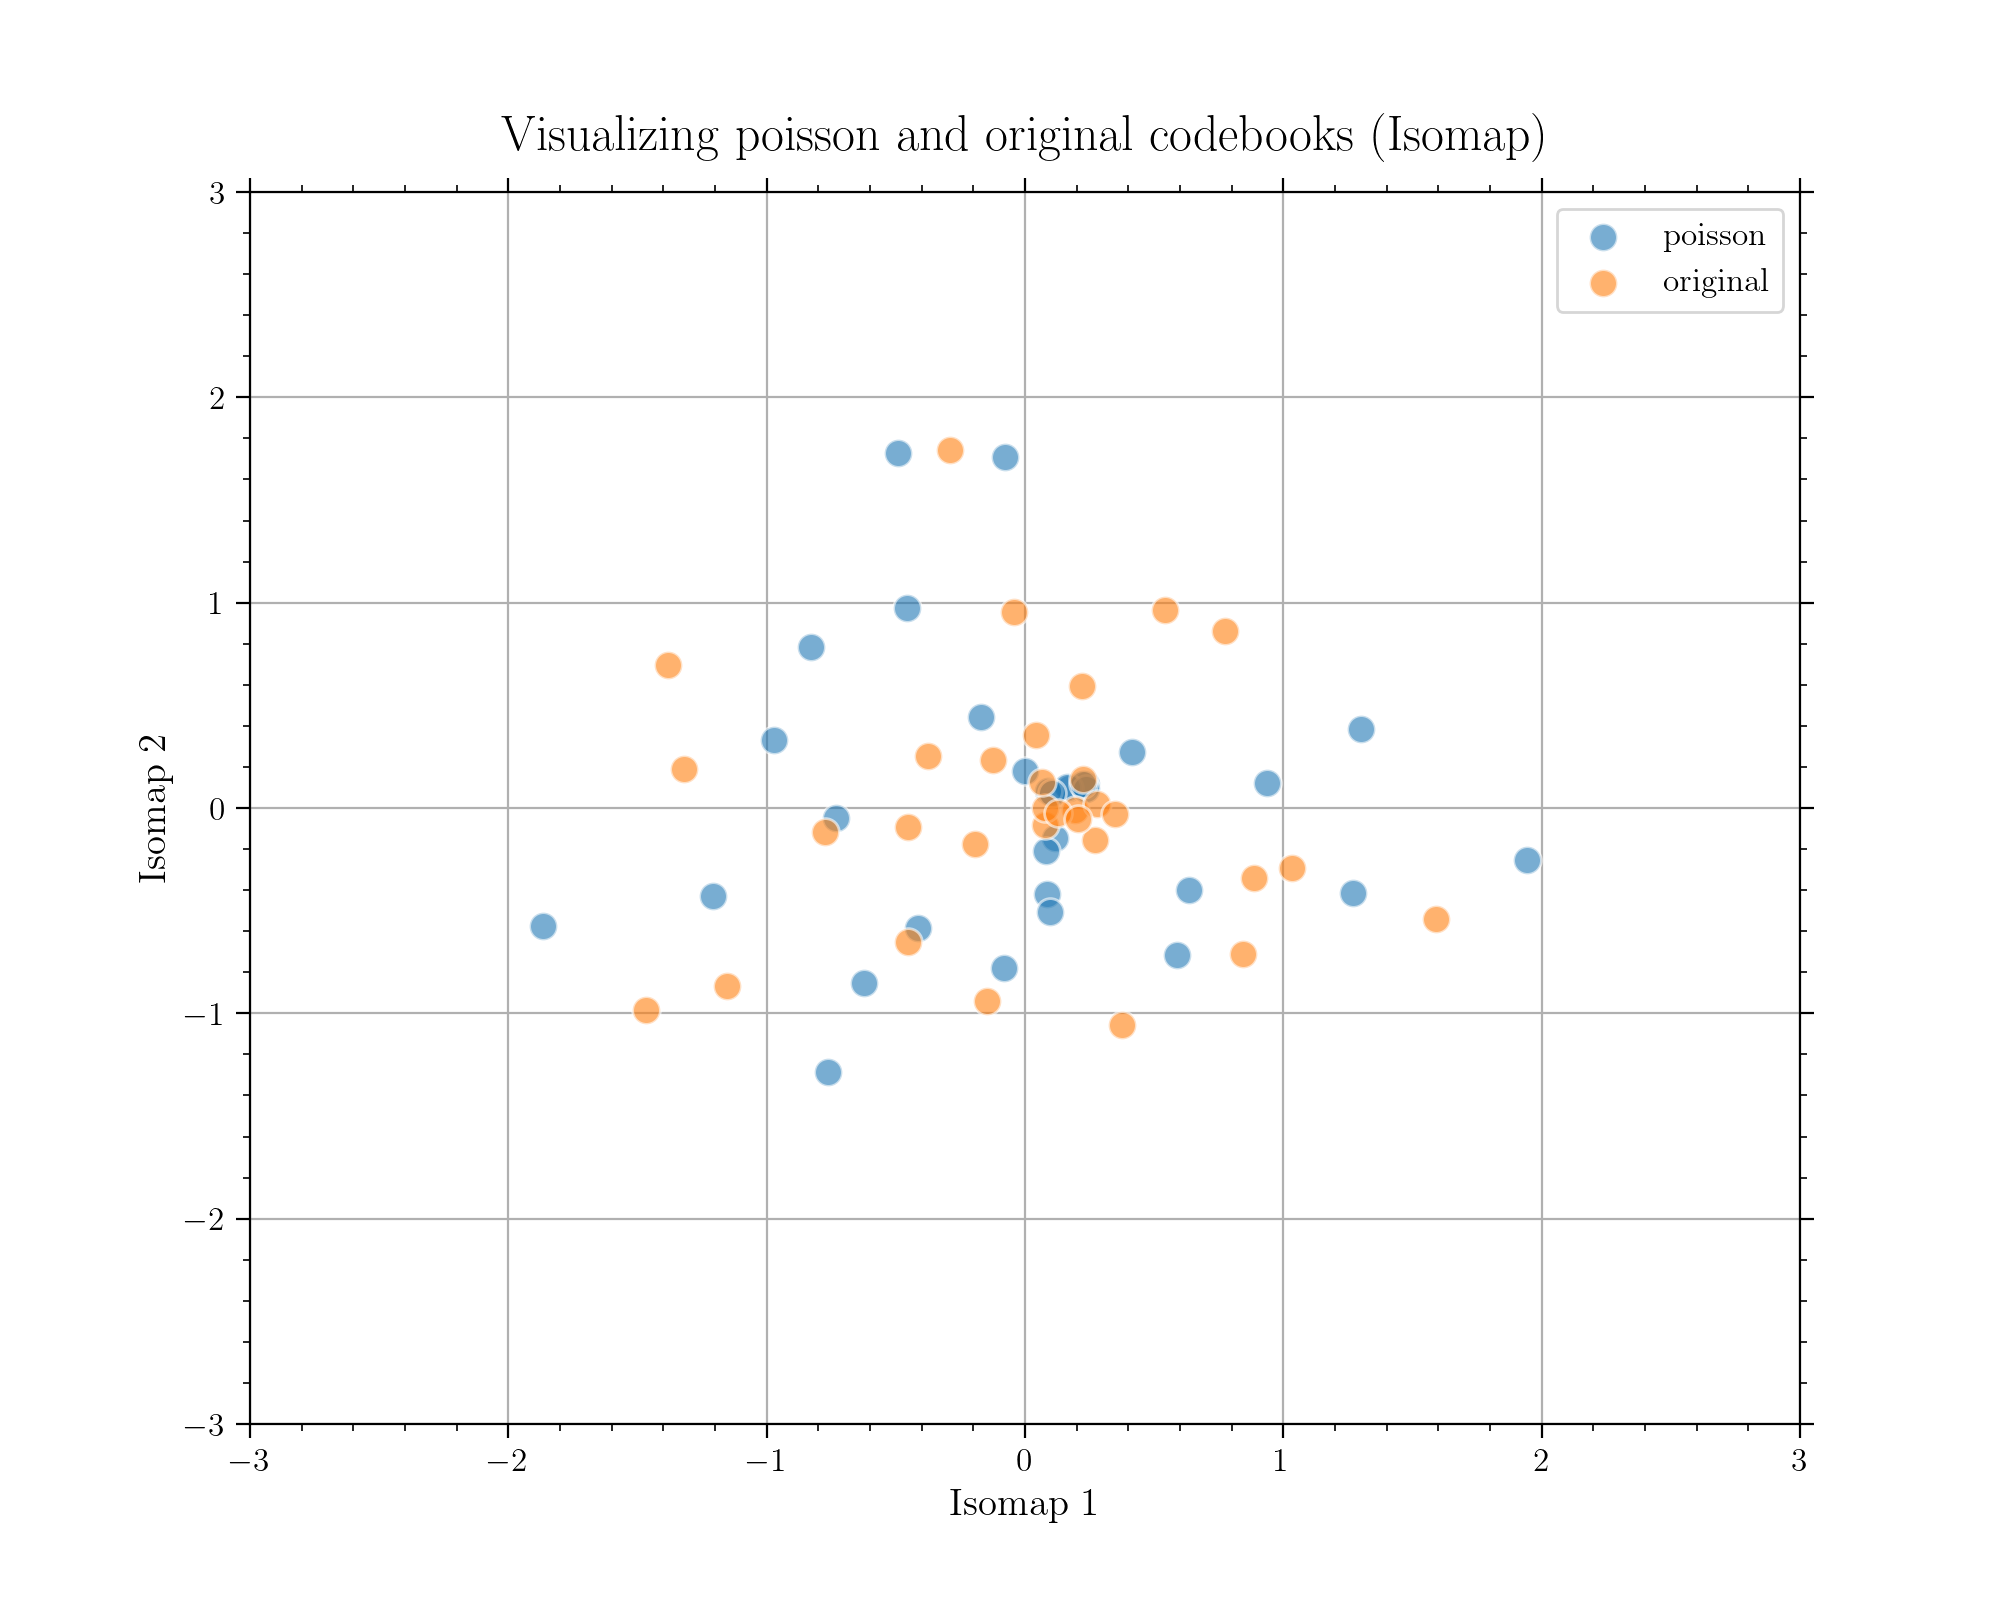 Visualizing poisson and original codebooks (Isomap)
poisson
original
3
2
1
0
−1
−2
−3
Isomap 2
−3
−2
−1
0
1
2
3
Isomap 1